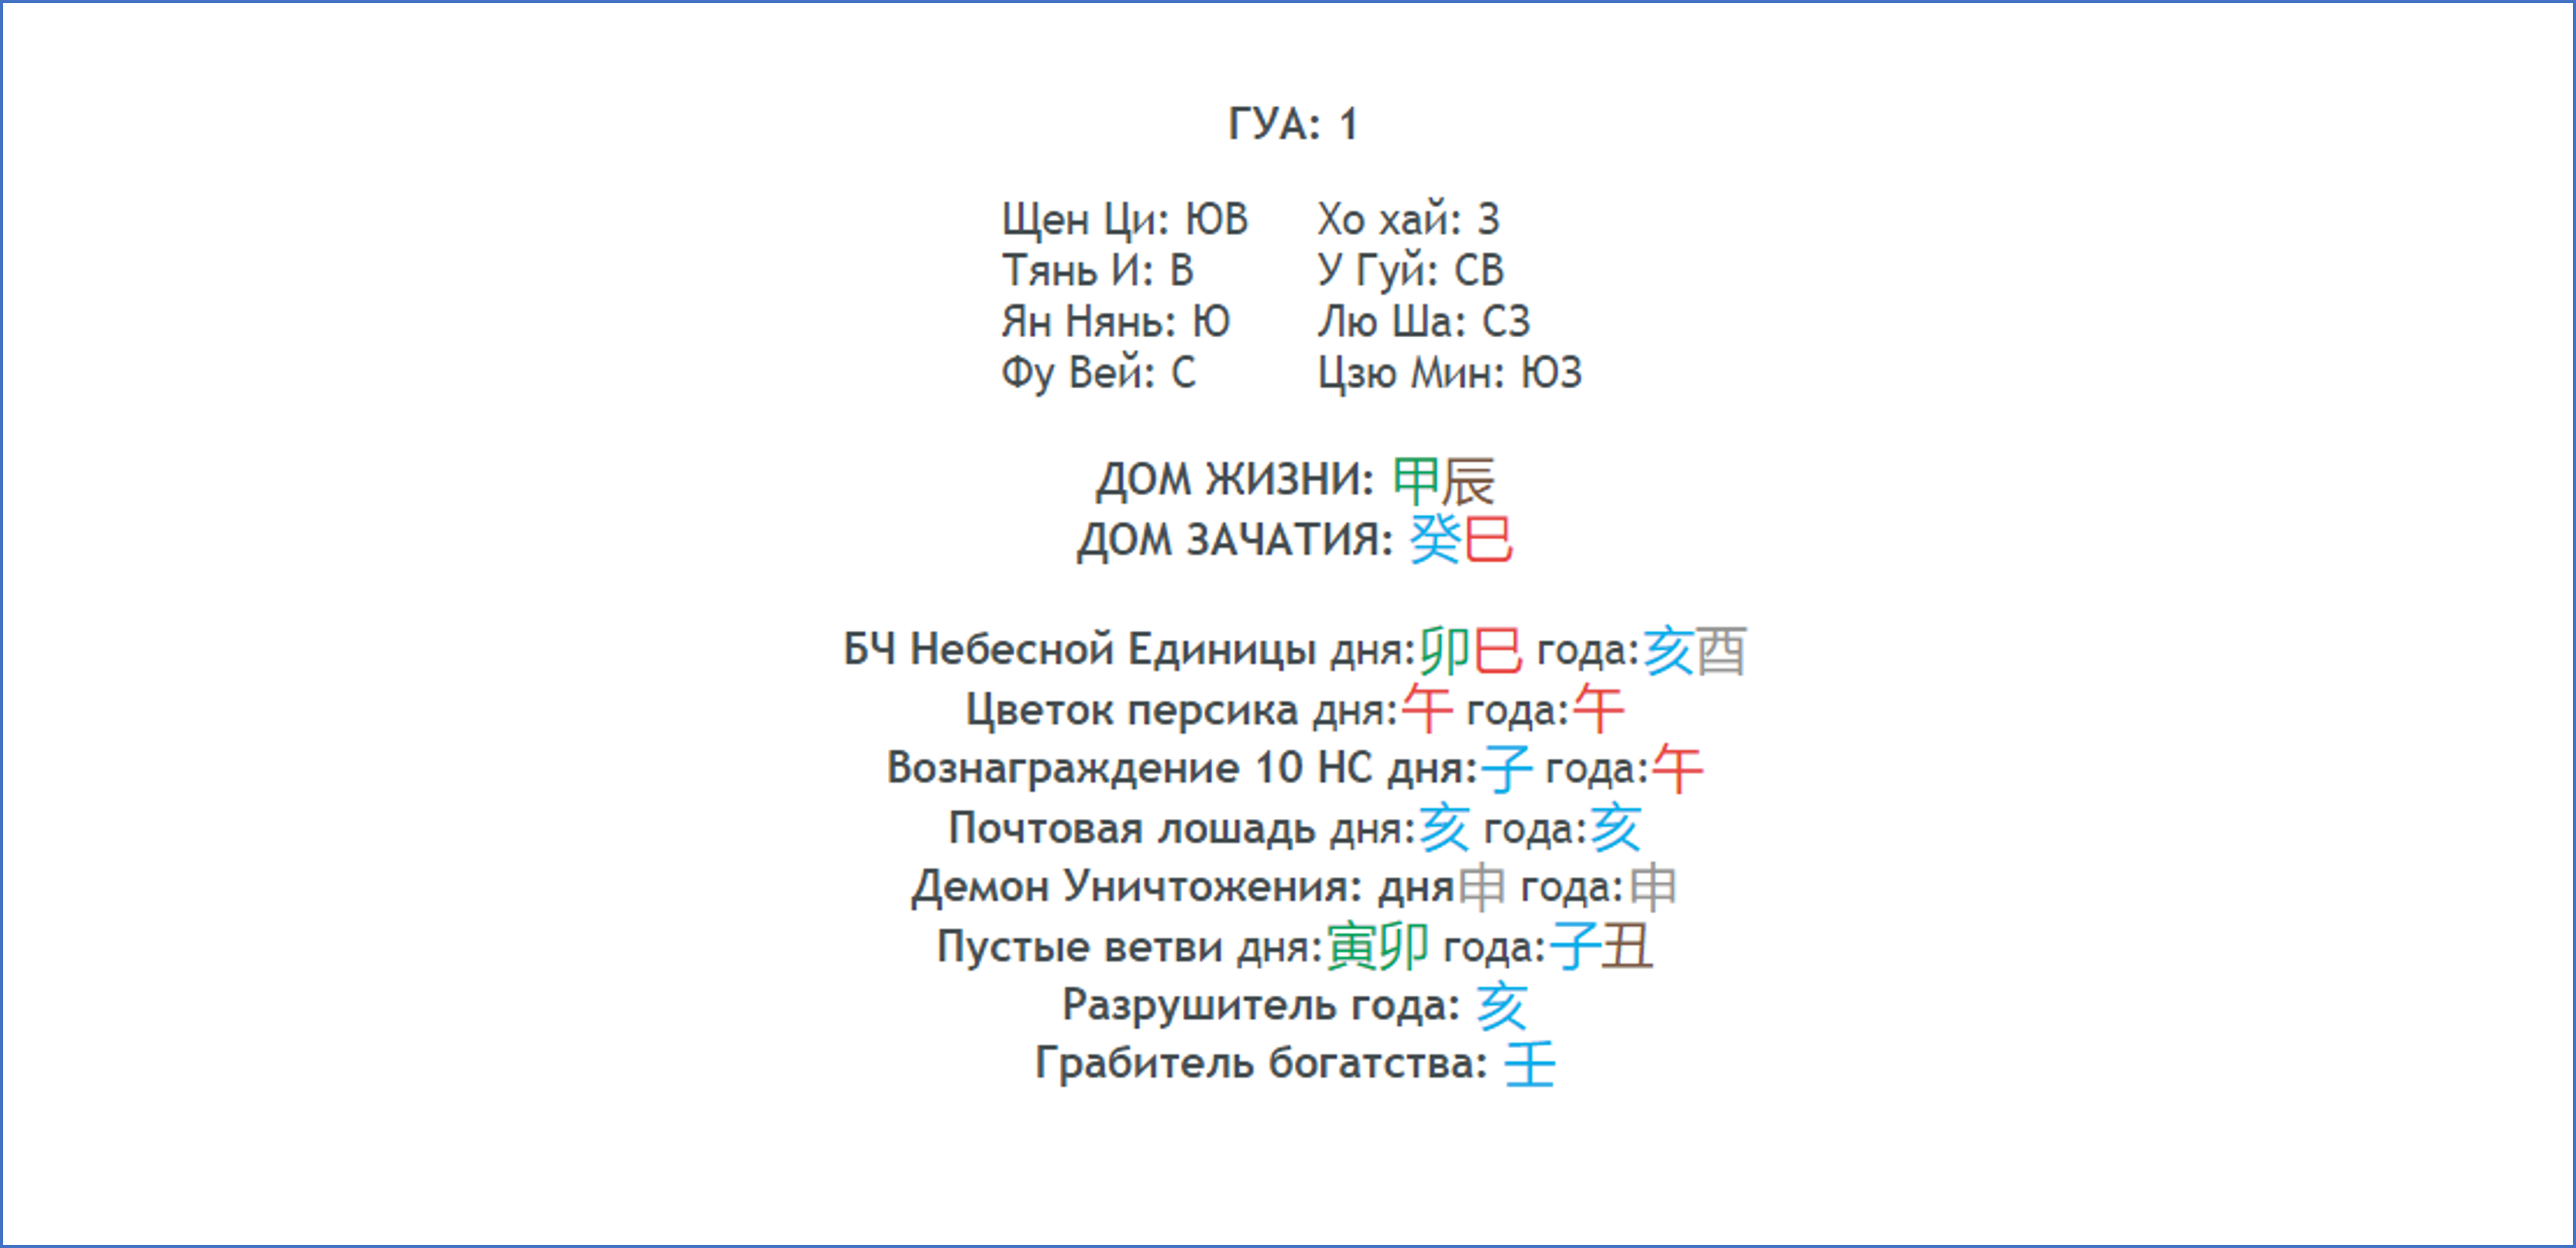 ГУА: 1
Щен Ци: ЮВ Хо хай: З
Тянь И: В У Гуй: СВ
Ян Нянь: Ю Лю Ша: СЗ
Фу Вей: С Цзю Мин: ЮЗ
ДОМ ЖИЗНИ: 甲辰
ДОМ ЗАЧАТИЯ: 癸巳
БЧ Небесной Единицы дня:卯巳 года:亥酉
Цветок персика дня:午 года:午
Вознаграждение 10 НС дня:子 года:午
Почтовая лошадь дня:亥 года:亥
Демон Уничтожения: дня申 года:申
Пустые ветви дня:寅卯 года:子丑
Разрушитель года: 亥
Грабитель богатства: 壬